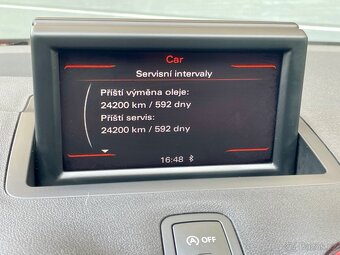 Car
Servisní intervaly
Příští výměna oleje:
24200 km / 592 dny
Příští servis:
24200 km / 592 dny
16:48
OFF